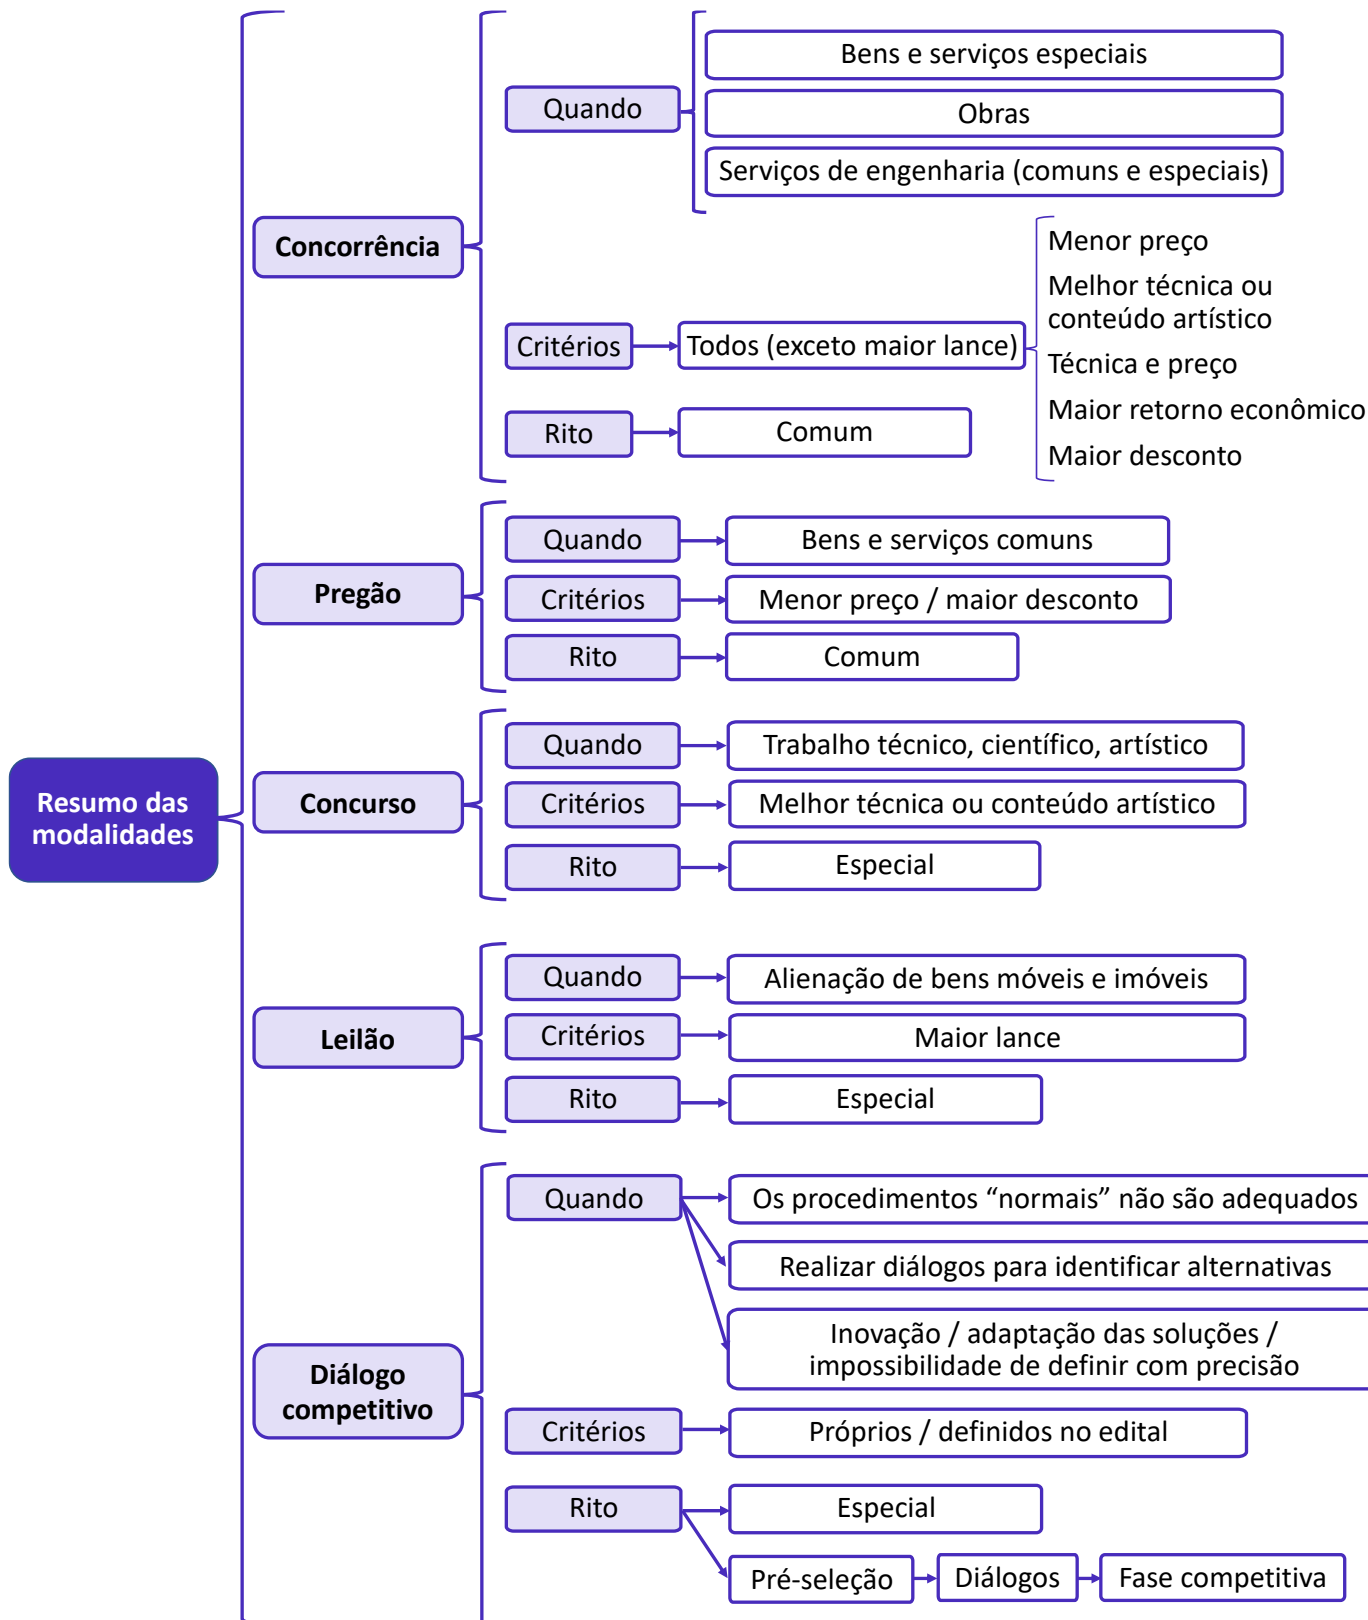 Resumo das
modalidades
Concorrência
Quando
Bens e serviços especiais
Obras
Serviços de engenharia (comuns e especiais)
Critérios
Todos (exceto maior lance)
Menor preço
Melhor técnica ou
conteúdo artístico
Técnica e preço
Maior retorno econômico
Maior desconto
Rito
Comum
Pregão
Quando
Bens e serviços comuns
Critérios
Menor preço / maior desconto
Rito
Comum
Concurso
Quando
Trabalho técnico, científico, artístico
Critérios
Melhor técnica ou conteúdo artístico
Rito
Especial
Leilão
Quando
Alienação de bens móveis e imóveis
Critérios
Maior lance
Rito
Especial
Diálogo
competitivo
Quando
Os procedimentos “normais” não são adequados
Realizar diálogos para identificar alternativas
Inovação / adaptação das soluções /
impossibilidade de definir com precisão
Critérios
Próprios / definidos no edital
Rito
Especial
Pré-seleção
Diálogos
Fase competitiva